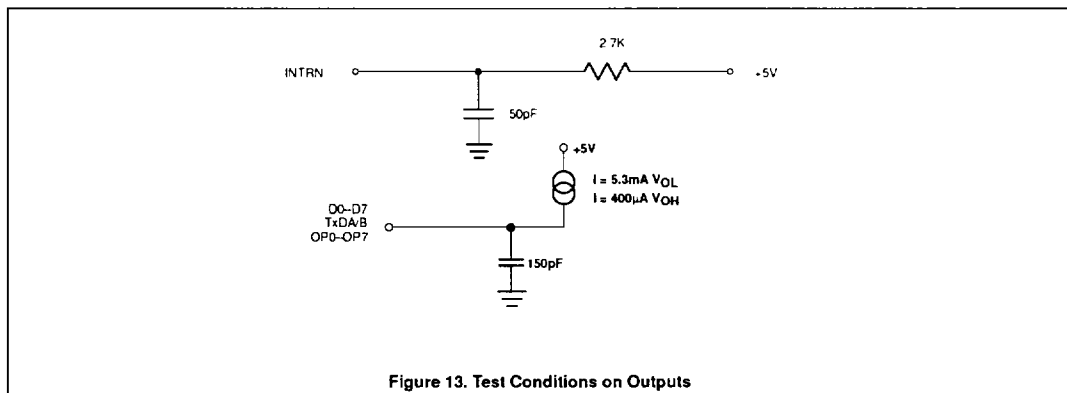 2.7K
INTRN
+5V
50pF
+5V
I = 5.3mA VOL
I = 400µA VOH
D0–D7
TxDA/B
OP0–OP7
150pF
Figure 13. Test Conditions on Outputs